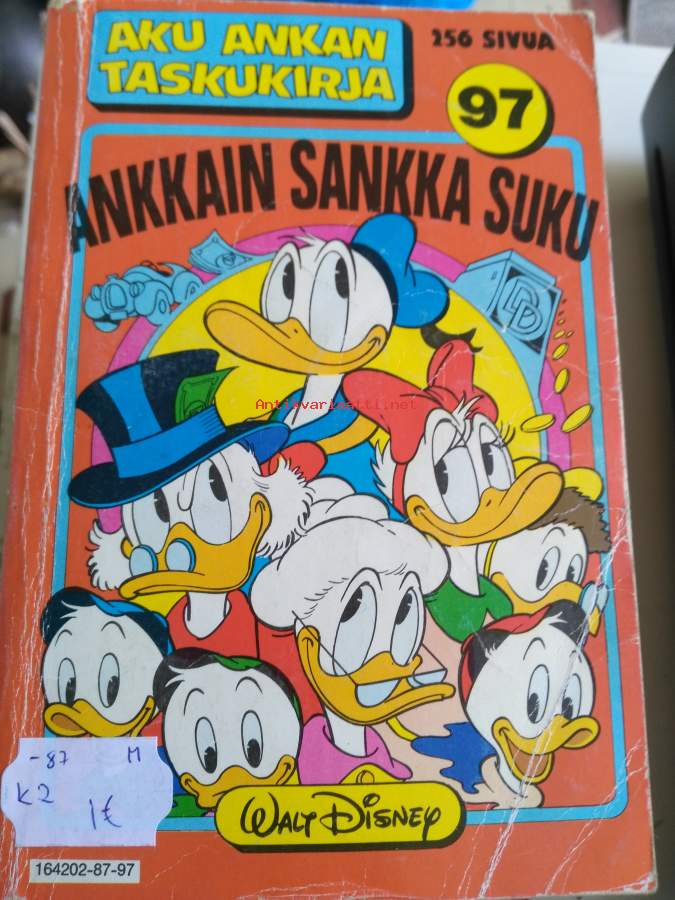 AKU ANKAN
TASKUKIRJA
256 SIVUA
97
ANKKAIN SANKKA SUKU
DD
Antikvariaatti.net
-87 M
K2
1€
WALT DISNEY
164202-87-97